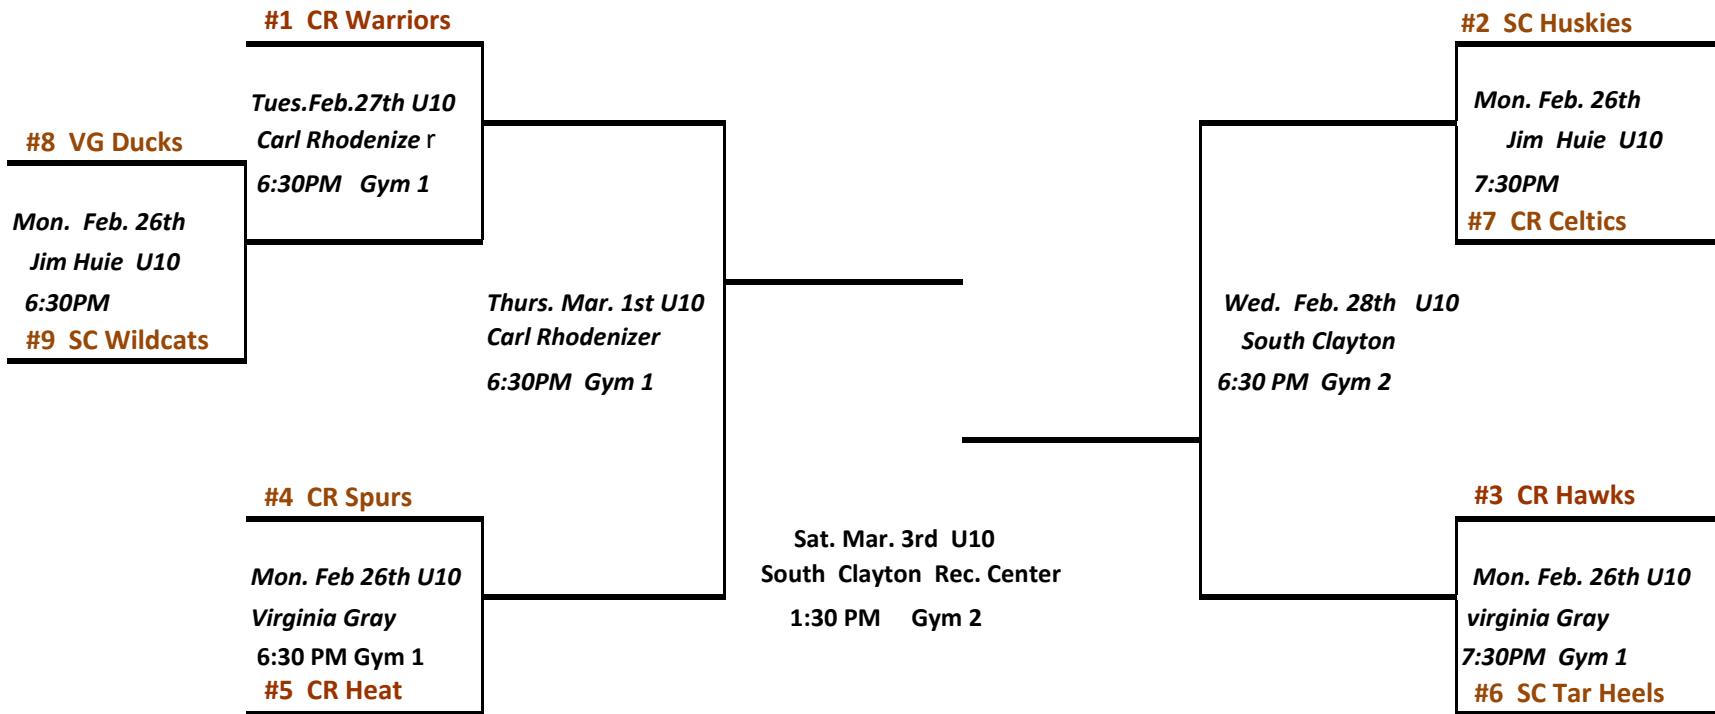 #1 CR Warriors
Tues.Feb.27th U10
Carl Rhodenize r
6:30PM Gym 1
#8 VG Ducks
Mon. Feb. 26th
Jim Huie U10
6:30PM
#9 SC Wildcats
Thurs. Mar. 1st U10
Carl Rhodenizer
6:30PM Gym 1
#4 CR Spurs
Mon. Feb 26th U10
Virginia Gray
6:30 PM Gym 1
#5 CR Heat
Sat. Mar. 3rd U10
South Clayton Rec. Center
1:30 PM Gym 2
#2 SC Huskies
Mon. Feb. 26th
Jim Huie U10
7:30PM
#7 CR Celtics
Wed. Feb. 28th U10
South Clayton
6:30 PM Gym 2
#3 CR Hawks
Mon. Feb. 26th U10
virginia Gray
7:30PM Gym 1
#6 SC Tar Heels